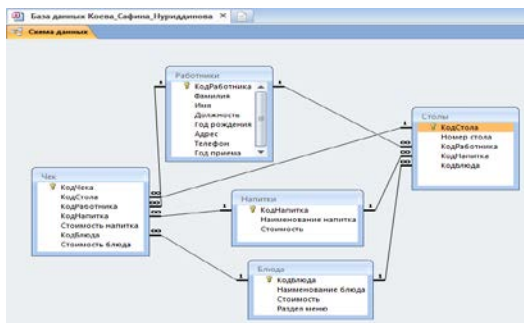 База данных Коева_Сафина_Нуриддинова
Схема данных
Работники
КодРаботника
Фамилия
Имя
Должность
Год рождения
Адрес
Телефон
Год приема
Столы
КодСтола
Номер стола
КодРаботника
КодНапитка
КодБлюда
Чек
КодЧека
КодСтола
КодРаботника
КодНапитка
Стоимость напитка
КодБлюда
Стоимость блюда
Напитки
КодНапитка
Наименование напитка
Стоимость
Блюда
КодБлюда
Наименование блюда
Стоимость
Раздел меню